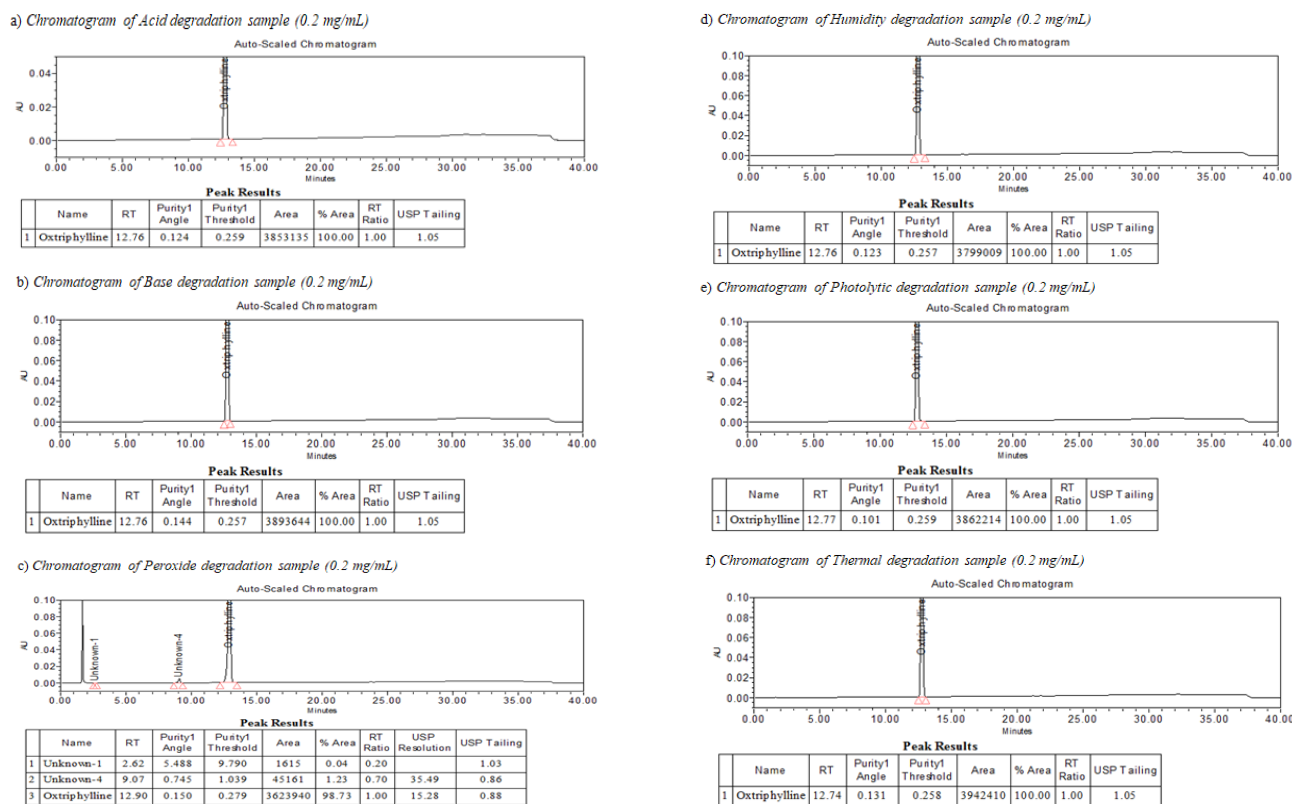 a) Chromatogram of Acid degradation sample (0.2 mg/mL)
Auto-Scaled Chromatogram
AU
0.04
0.02
0.00
Oxtriphylline
0.00 5.00 10.00 15.00 20.00 25.00 30.00 35.00 40.00
Minutes
Peak Results
Name RT Purity1 Angle Purity1 Threshold Area % Area RT Ratio USP Tailing
1 Oxtriphylline 12.76 0.124 0.259 3853135 100.00 1.00 1.05
b) Chromatogram of Base degradation sample (0.2 mg/mL)
Auto-Scaled Chromatogram
AU
0.10
0.08
0.06
0.04
0.02
0.00
Oxtriphylline
0.00 5.00 10.00 15.00 20.00 25.00 30.00 35.00 40.00
Minutes
Peak Results
Name RT Purity1 Angle Purity1 Threshold Area % Area RT Ratio USP Tailing
1 Oxtriphylline 12.76 0.144 0.257 3893644 100.00 1.00 1.05
c) Chromatogram of Peroxide degradation sample (0.2 mg/mL)
Auto-Scaled Chromatogram
AU
0.10
0.08
0.06
0.04
0.02
0.00
Unknown-1
Unknown-4
Oxtriphylline
0.00 5.00 10.00 15.00 20.00 25.00 30.00 35.00 40.00
Minutes
Peak Results
Name RT Purity1 Angle Purity1 Threshold Area % Area RT Ratio USP Resolution USP Tailing
1 Unknown-1 2.62 5.488 9.790 1615 0.04 0.20 1.03
2 Unknown-4 9.07 0.745 1.039 45161 1.23 0.70 35.49 0.86
3 Oxtriphylline 12.90 0.150 0.279 3623940 98.73 1.00 15.28 0.88
d) Chromatogram of Humidity degradation sample (0.2 mg/mL)
Auto-Scaled Chromatogram
AU
0.10
0.08
0.06
0.04
0.02
0.00
Oxtriphylline
0.00 5.00 10.00 15.00 20.00 25.00 30.00 35.00 40.00
Minutes
Peak Results
Name RT Purity1 Angle Purity1 Threshold Area % Area RT Ratio USP Tailing
1 Oxtriphylline 12.76 0.123 0.257 3799009 100.00 1.00 1.05
e) Chromatogram of Photolytic degradation sample (0.2 mg/mL)
Auto-Scaled Chromatogram
AU
0.10
0.08
0.06
0.04
0.02
0.00
Oxtriphylline
0.00 5.00 10.00 15.00 20.00 25.00 30.00 35.00 40.00
Minutes
Peak Results
Name RT Purity1 Angle Purity1 Threshold Area % Area RT Ratio USP Tailing
1 Oxtriphylline 12.77 0.101 0.259 3862214 100.00 1.00 1.05
f) Chromatogram of Thermal degradation sample (0.2 mg/mL)
Auto-Scaled Chromatogram
AU
0.10
0.08
0.06
0.04
0.02
0.00
Oxtriphylline
0.00 5.00 10.00 15.00 20.00 25.00 30.00 35.00 40.00
Minutes
Peak Results
Name RT Purity1 Angle Purity1 Threshold Area % Area RT Ratio USP Tailing
1 Oxtriphylline 12.74 0.131 0.258 3942410 100.00 1.00 1.05